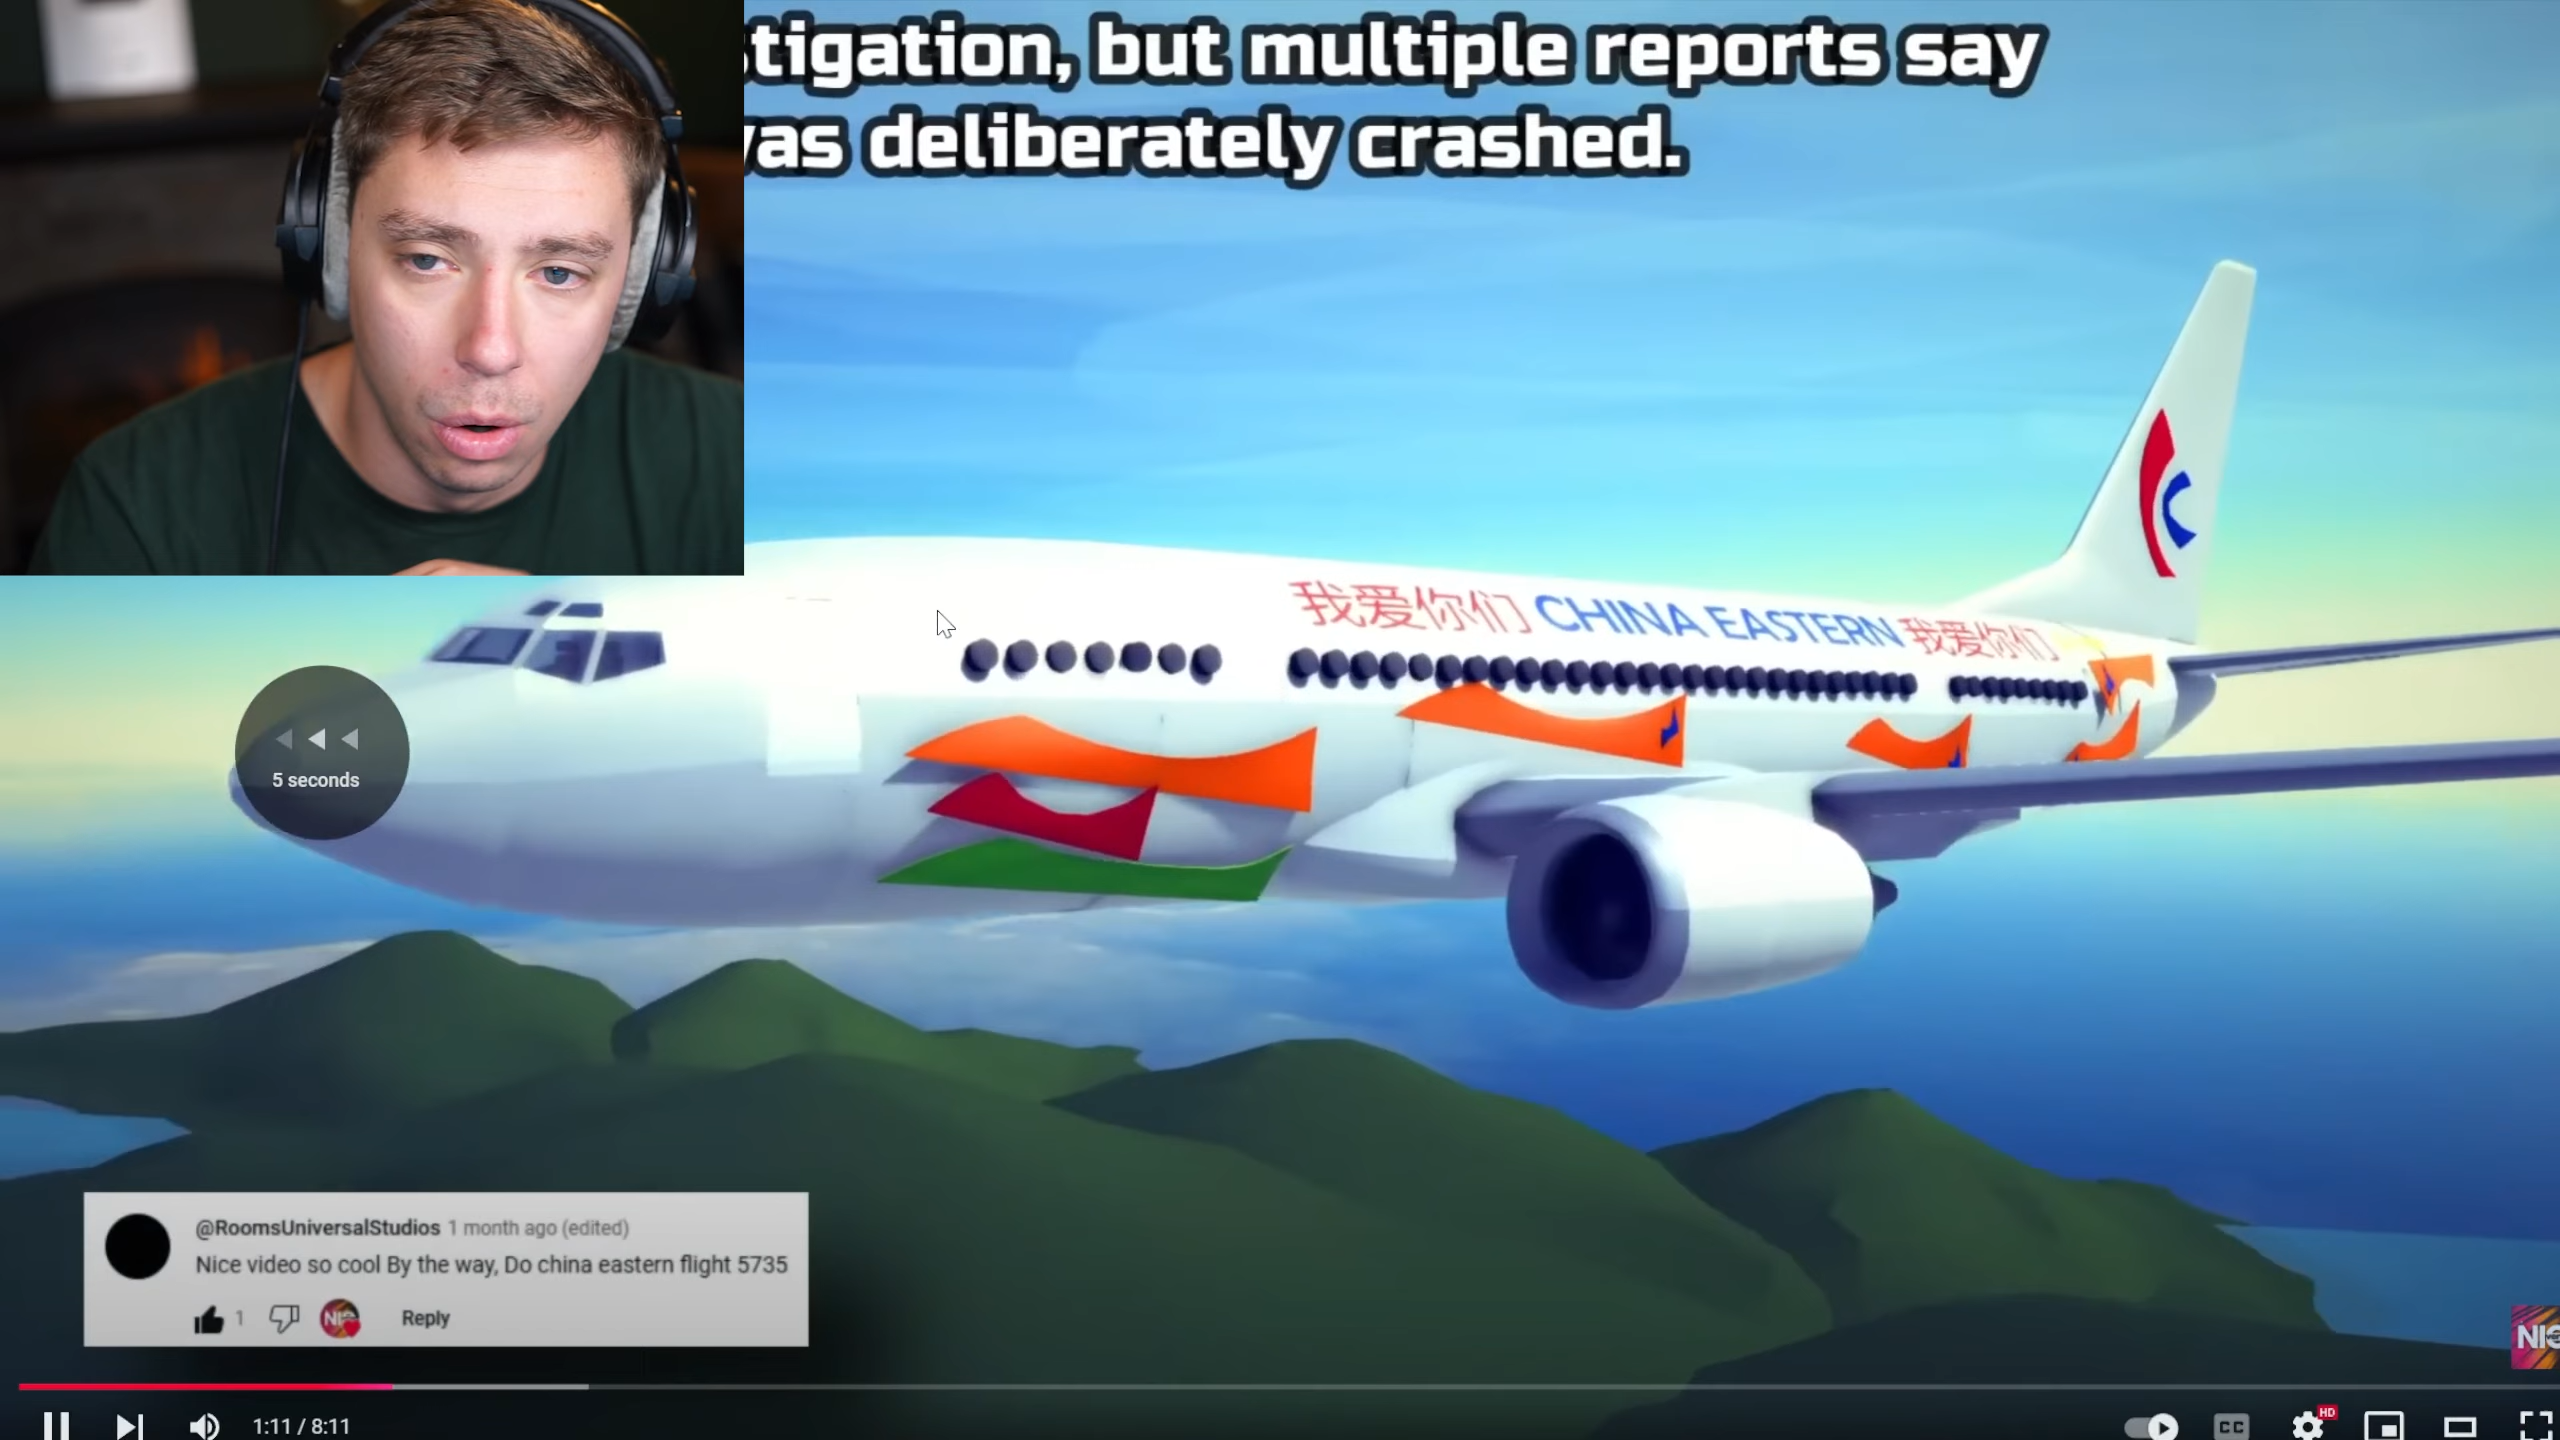 stigation, but multiple reports say
was deliberately crashed.
我爱你们 CHINA EASTERN 我爱你们
5 seconds
@RoomsUniversalStudios 1 month ago (edited)
Nice video so cool By the way, Do china eastern flight 5735
1
Reply
1:11 / 8:11
CC
HD